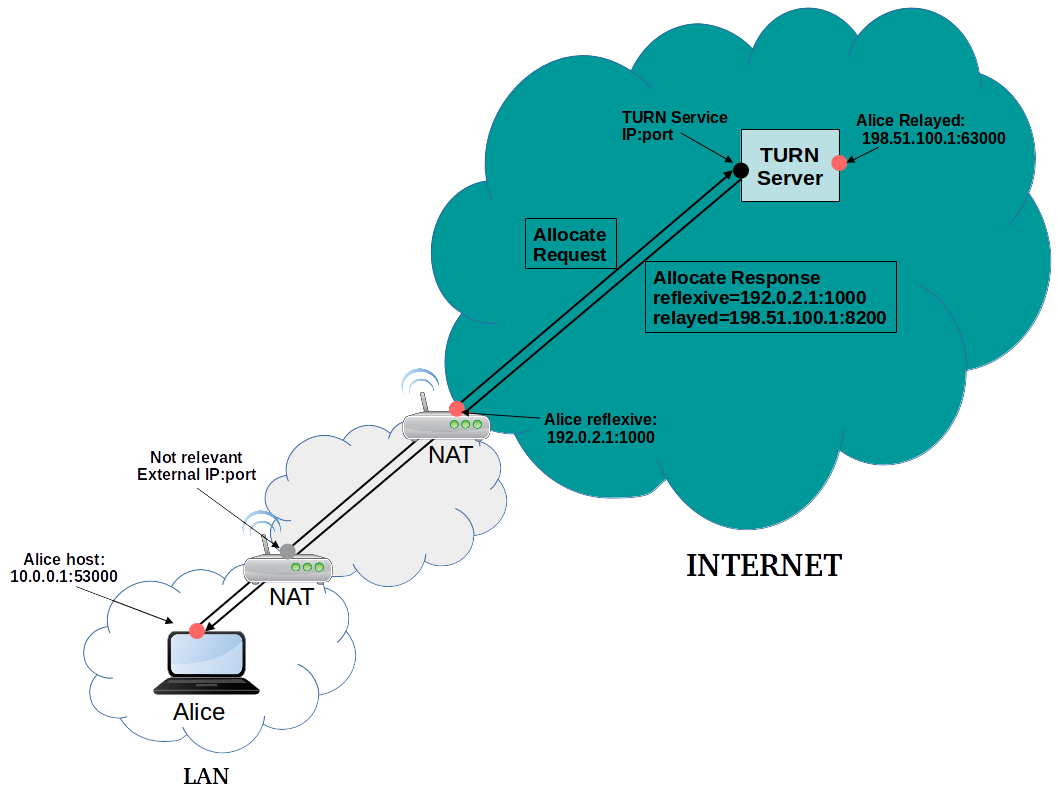 TURN Service
IP:port
TURN
Server
Alice Relayed:
198.51.100.1:63000
Allocate
Request
Allocate Response
reflexive=192.0.2.1:1000
relayed=198.51.100.1:8200
Alice reflexive:
192.0.2.1:1000
NAT
Not relevant
External IP:port
INTERNET
Alice host:
10.0.0.1:53000
NAT
Alice
LAN